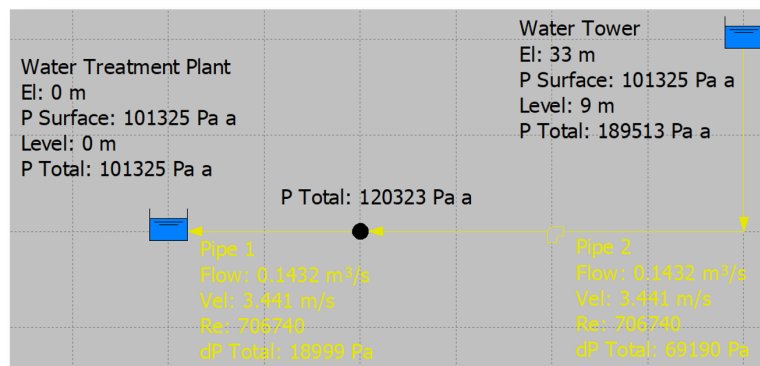 Water Tower
El: 33 m
P Surface: 101325 Pa a
Level: 9 m
P Total: 189513 Pa a
Water Treatment Plant
El: 0 m
P Surface: 101325 Pa a
Level: 0 m
P Total: 101325 Pa a
P Total: 120323 Pa a
Pipe 1
Flow: 0.1432 m³/s
Vel: 3.441 m/s
Re: 706740
dP Total: 18999 Pa
Pipe 2
Flow: 0.1432 m³/s
Vel: 3.441 m/s
Re: 706740
dP Total: 69190 Pa